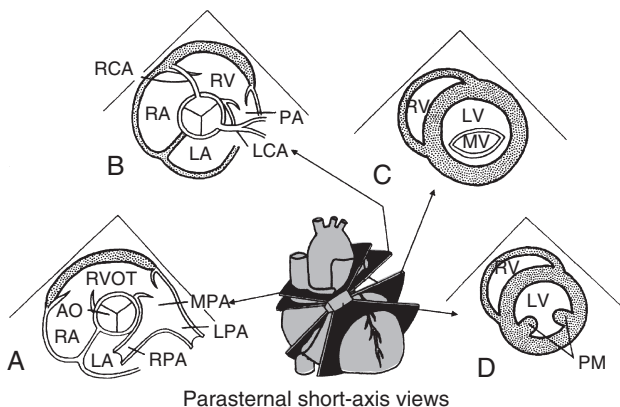 RCA
RV
RA
PA
LA
LCA
B
RV
LV
MV
C
RVOT
AO
MPA
RA
LPA
LA
RPA
A
RV
LV
D
PM
Parasternal short-axis views